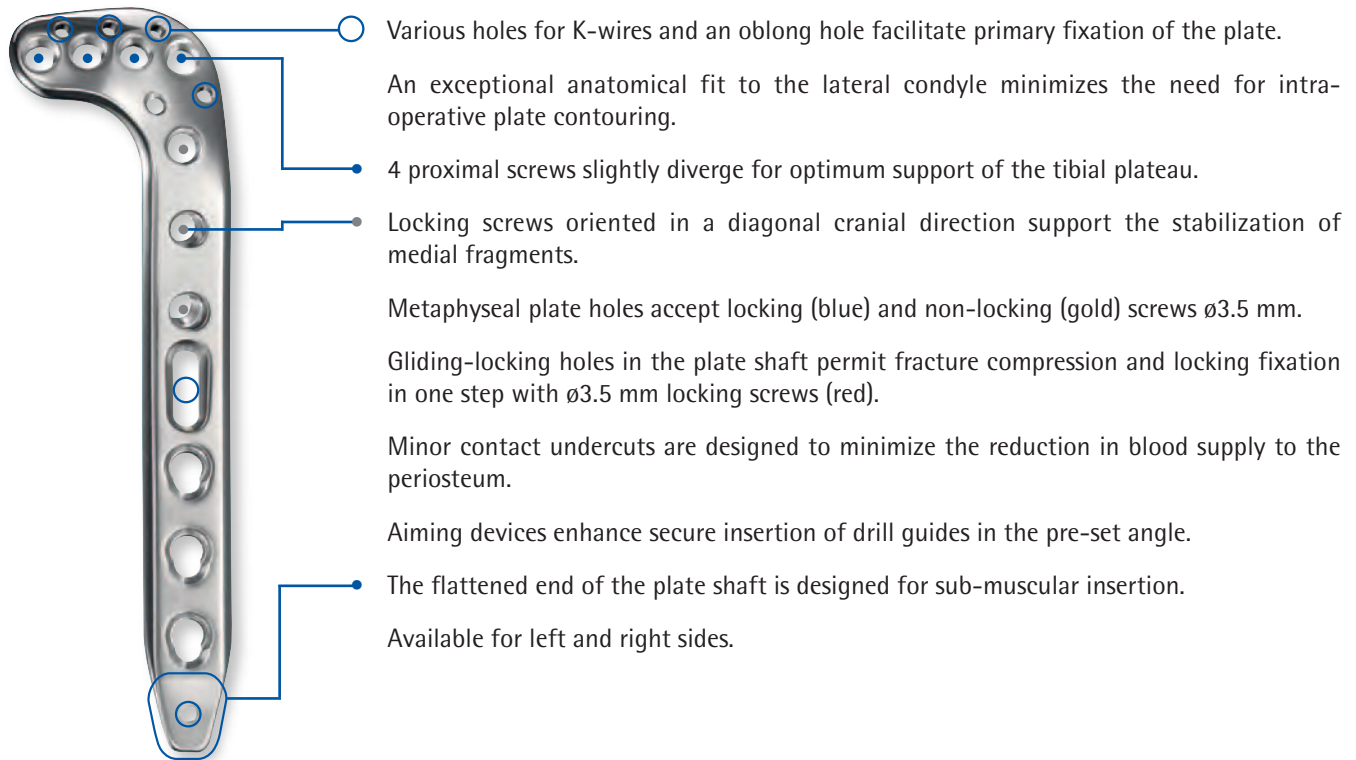 Various holes for K-wires and an oblong hole facilitate primary fixation of the plate.
An exceptional anatomical fit to the lateral condyle minimizes the need for intra-
operative plate contouring.
4 proximal screws slightly diverge for optimum support of the tibial plateau.
Locking screws oriented in a diagonal cranial direction support the stabilization of
medial fragments.
Metaphyseal plate holes accept locking (blue) and non-locking (gold) screws ø3.5 mm.
Gliding-locking holes in the plate shaft permit fracture compression and locking fixation
in one step with ø3.5 mm locking screws (red).
Minor contact undercuts are designed to minimize the reduction in blood supply to the
periosteum.
Aiming devices enhance secure insertion of drill guides in the pre-set angle.
The flattened end of the plate shaft is designed for sub-muscular insertion.
Available for left and right sides.